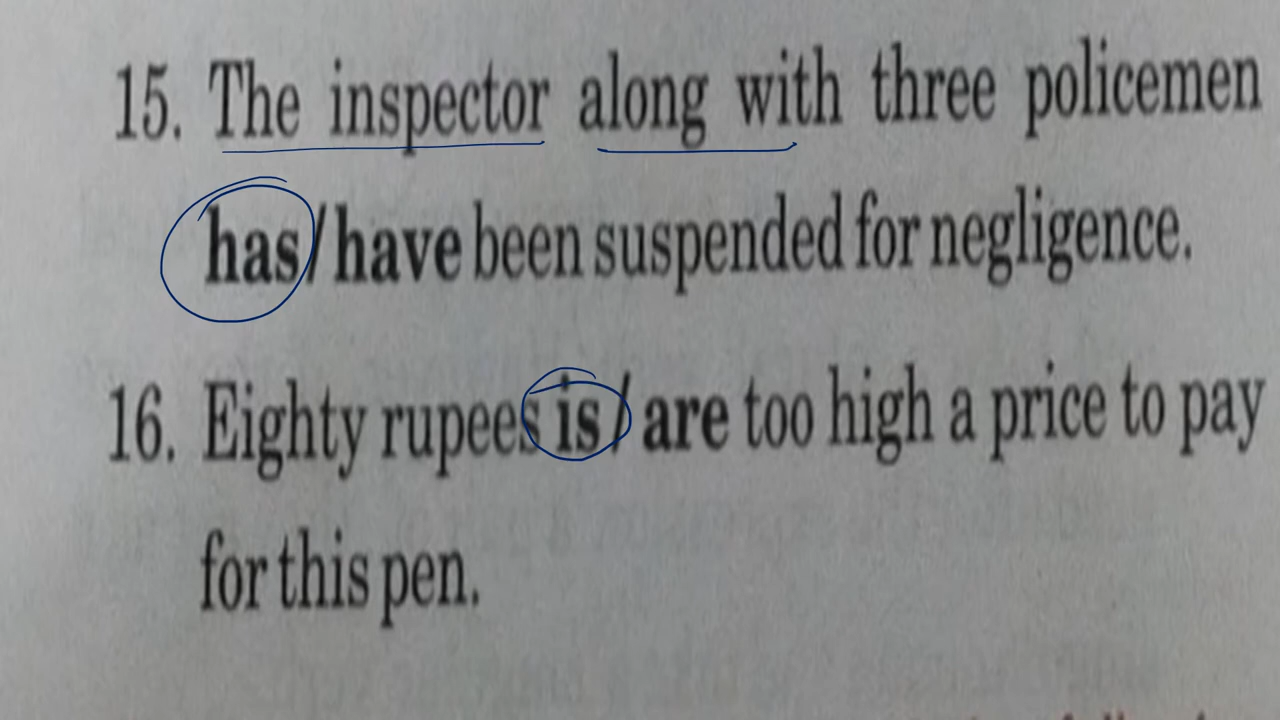 15. The inspector along with three policemen
has/have been suspended for negligence.
16. Eighty rupees is/are too high a price to pay
for this pen.